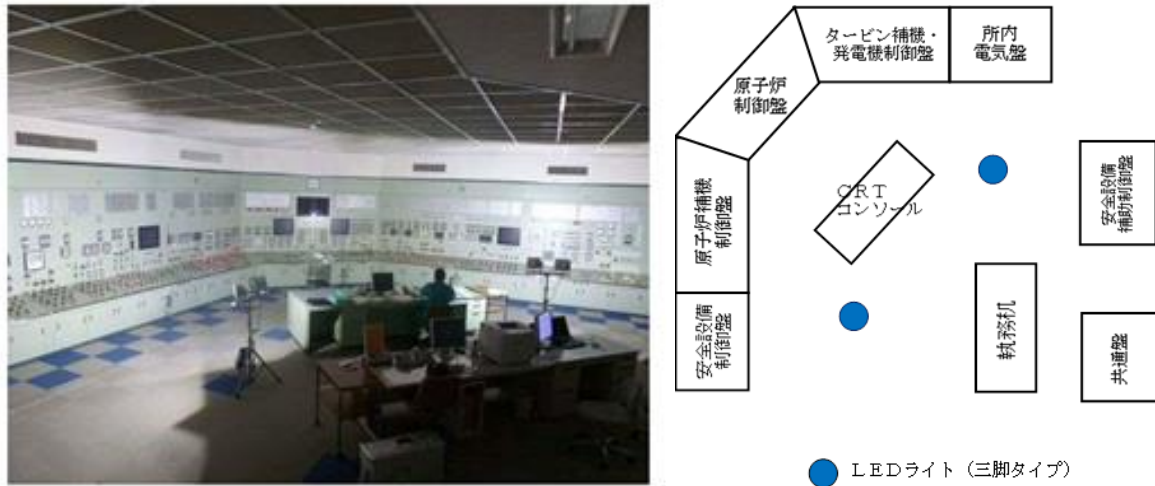 タービン補機・
発電機制御盤
所内
電気盤
原子炉
制御盤
原子炉補機
制御盤
安全設備
制御盤
CRT
コンソール
安全設備
補助制御盤
執務机
共通盤
LEDライト（三脚タイプ）